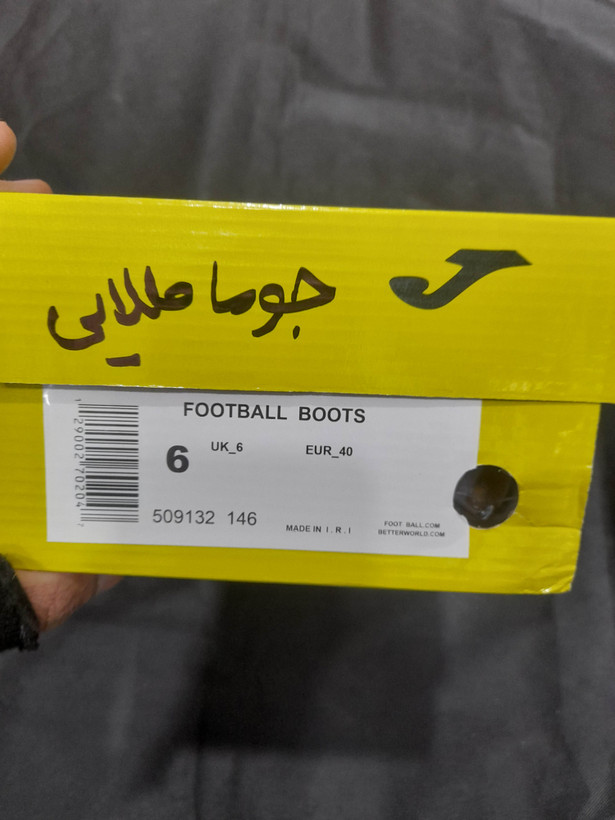 جوما طلایی
FOOTBALL BOOTS
6 UK_6 EUR_40
509132 146
MADE IN I.R.I
FOOT BALL.COM
BETTERWORLD.COM